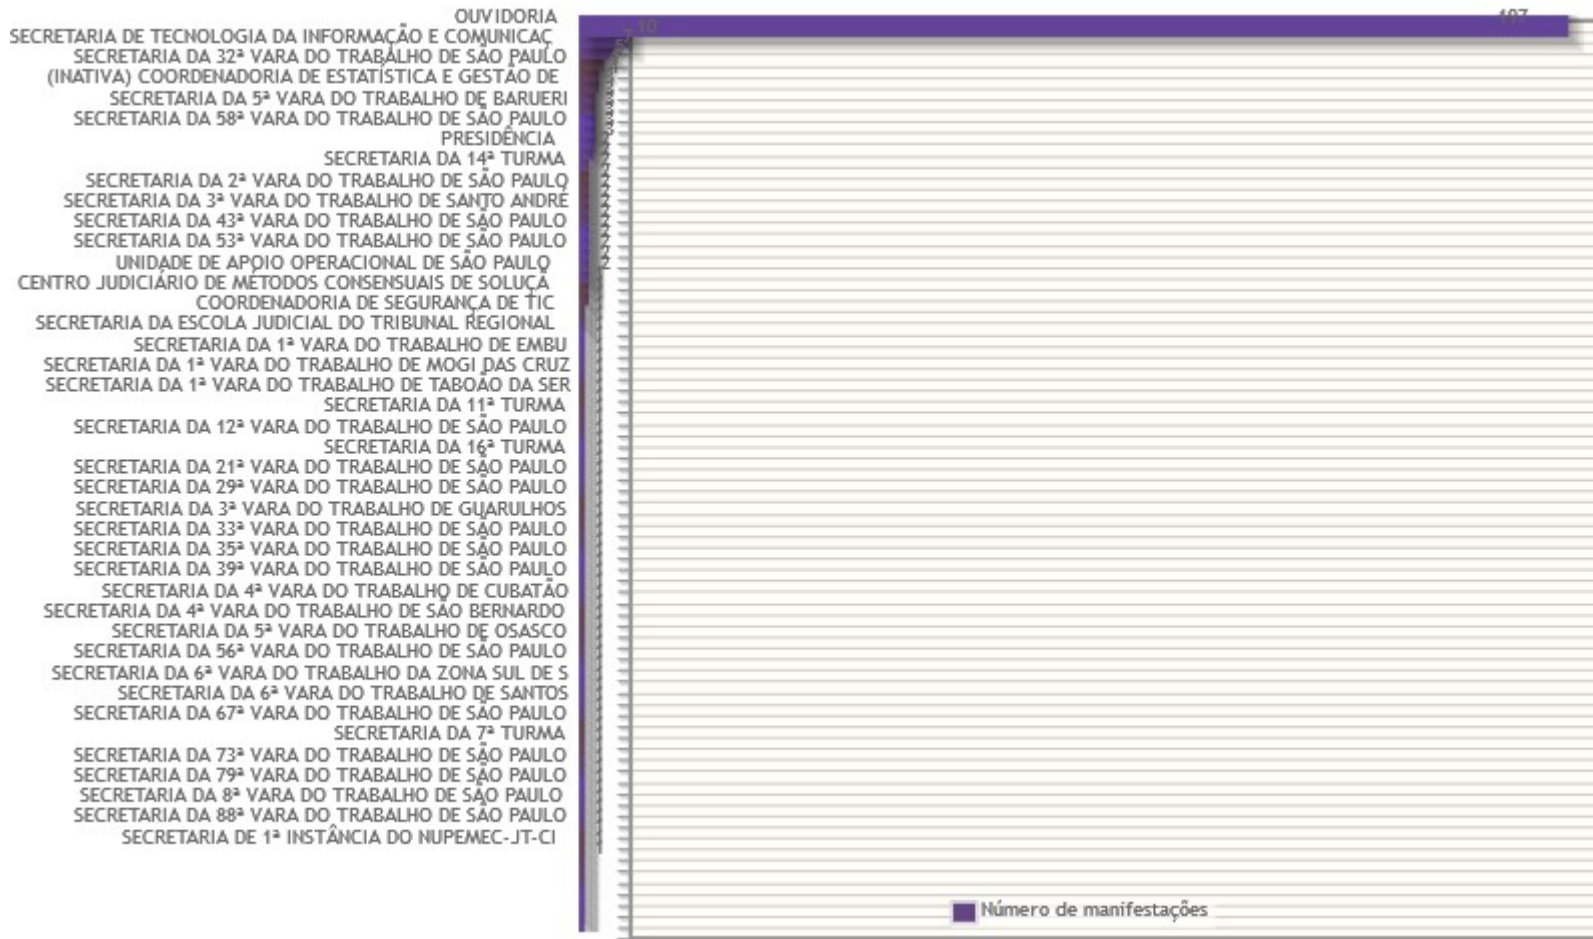 OUVIDORIA
10
SECRETARIA DE TECNOLOGIA DA INFORMAÇÃO E COMUNICAÇ
SECRETARIA DA 32ª VARA DO TRABALHO DE SÃO PAULO
(INATIVA) COORDENADORIA DE ESTATÍSTICA E GESTÃO DE
SECRETARIA DA 5ª VARA DO TRABALHO DE BARUERI
SECRETARIA DA 58ª VARA DO TRABALHO DE SÃO PAULO
PRESIDÊNCIA
SECRETARIA DA 14ª TURMA
SECRETARIA DA 2ª VARA DO TRABALHO DE SÃO PAULO
SECRETARIA DA 3ª VARA DO TRABALHO DE SANTO ANDRÉ
SECRETARIA DA 43ª VARA DO TRABALHO DE SÃO PAULO
SECRETARIA DA 53ª VARA DO TRABALHO DE SÃO PAULO
UNIDADE DE APOIO OPERACIONAL DE SÃO PAULO 2
CENTRO JUDICIÁRIO DE MÉTODOS CONSENSUAIS DE SOLUÇÃ
COORDENADORIA DE SEGURANÇA DE TIC
SECRETARIA DA ESCOLA JUDICIAL DO TRIBUNAL REGIONAL
SECRETARIA DA 1ª VARA DO TRABALHO DE EMBU
SECRETARIA DA 1ª VARA DO TRABALHO DE MOGI DAS CRUZ
SECRETARIA DA 1ª VARA DO TRABALHO DE TABOÃO DA SER
SECRETARIA DA 11ª TURMA
SECRETARIA DA 12ª VARA DO TRABALHO DE SÃO PAULO
SECRETARIA DA 16ª TURMA
SECRETARIA DA 21ª VARA DO TRABALHO DE SÃO PAULO
SECRETARIA DA 29ª VARA DO TRABALHO DE SÃO PAULO
SECRETARIA DA 3ª VARA DO TRABALHO DE GUARULHOS
SECRETARIA DA 33ª VARA DO TRABALHO DE SÃO PAULO
SECRETARIA DA 35ª VARA DO TRABALHO DE SÃO PAULO
SECRETARIA DA 39ª VARA DO TRABALHO DE SÃO PAULO
SECRETARIA DA 4ª VARA DO TRABALHO DE CUBATÃO
SECRETARIA DA 4ª VARA DO TRABALHO DE SÃO BERNARDO
SECRETARIA DA 5ª VARA DO TRABALHO DE OSASCO
SECRETARIA DA 56ª VARA DO TRABALHO DE SÃO PAULO
SECRETARIA DA 6ª VARA DO TRABALHO DA ZONA SUL DE S
SECRETARIA DA 6ª VARA DO TRABALHO DE SANTOS
SECRETARIA DA 67ª VARA DO TRABALHO DE SÃO PAULO
SECRETARIA DA 7ª TURMA
SECRETARIA DA 73ª VARA DO TRABALHO DE SÃO PAULO
SECRETARIA DA 79ª VARA DO TRABALHO DE SÃO PAULO
SECRETARIA DA 8ª VARA DO TRABALHO DE SÃO PAULO
SECRETARIA DA 88ª VARA DO TRABALHO DE SÃO PAULO
SECRETARIA DE 1ª INSTÂNCIA DO NUPEMEC-JT-CI
Número de manifestações